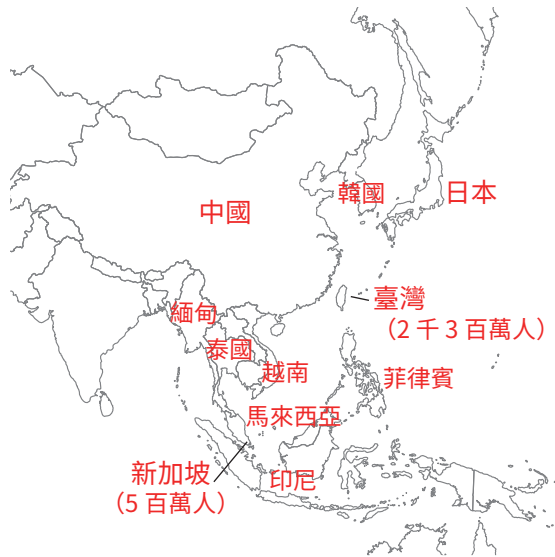 韓國
日本
中國
臺灣
（2 千 3 百萬人）
緬甸
泰國
越南
菲律賓
馬來西亞
新加坡
（5 百萬人）
印尼